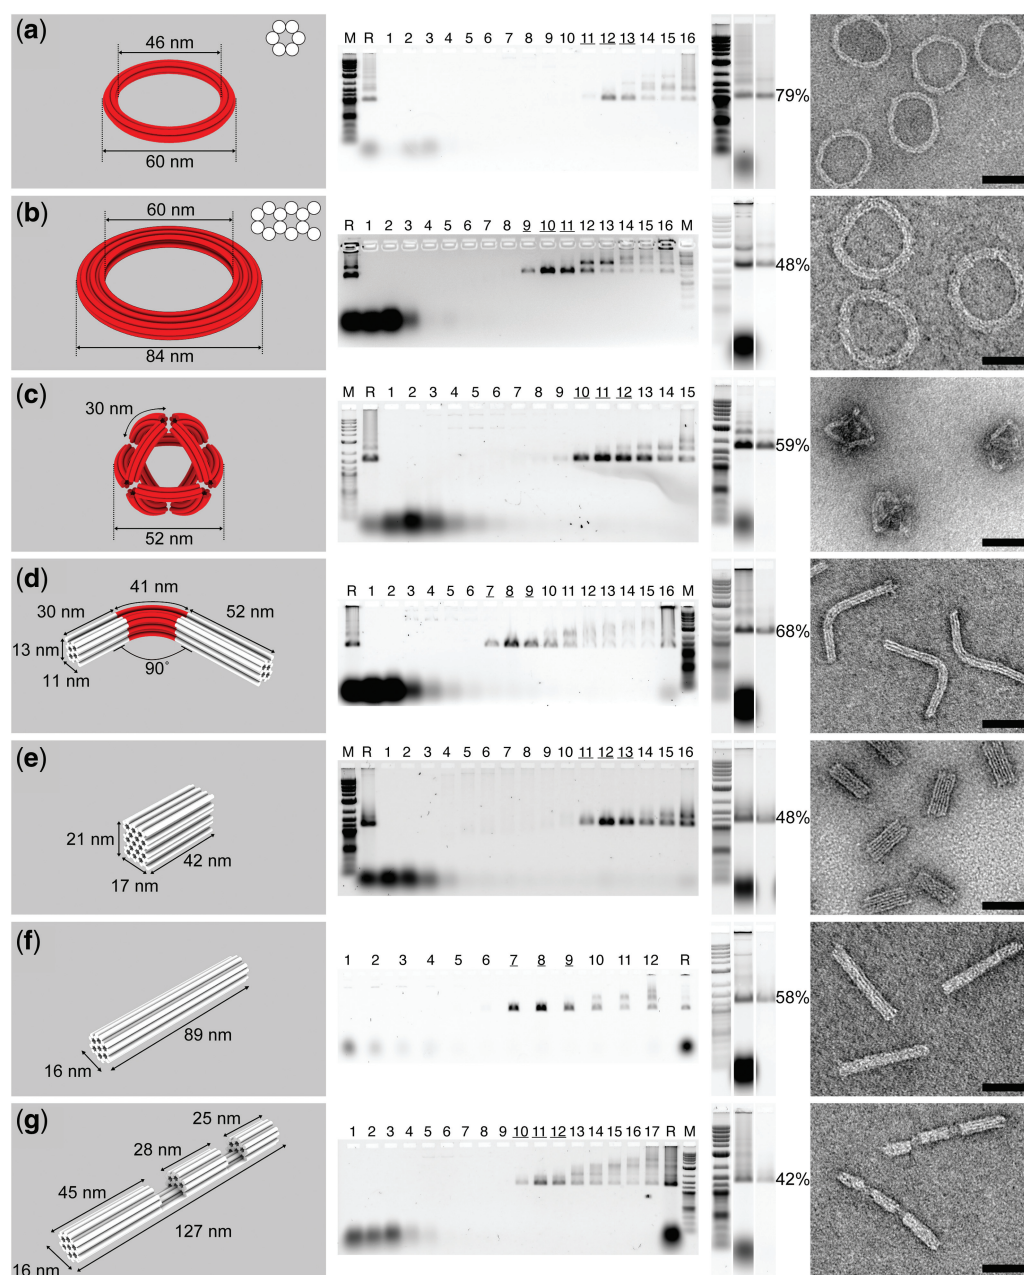 (a)
46 nm
60 nm
M R 1 2 3 4 5 6 7 8 9 10 11 12 13 14 15 16
79%
(b)
60 nm
84 nm
R 1 2 3 4 5 6 7 8 9 10 11 12 13 14 15 16 M
48%
(c)
30 nm
52 nm
M R 1 2 3 4 5 6 7 8 9 10 11 12 13 14 15
59%
(d)
41 nm
30 nm
52 nm
13 nm
11 nm
90°
R 1 2 3 4 5 6 7 8 9 10 11 12 13 14 15 16 M
68%
(e)
21 nm
17 nm
42 nm
M R 1 2 3 4 5 6 7 8 9 10 11 12 13 14 15 16
48%
(f)
89 nm
16 nm
1 2 3 4 5 6 7 8 9 10 11 12 R
58%
(g)
25 nm
28 nm
45 nm
127 nm
16 nm
1 2 3 4 5 6 7 8 9 10 11 12 13 14 15 16 17 R M
42%